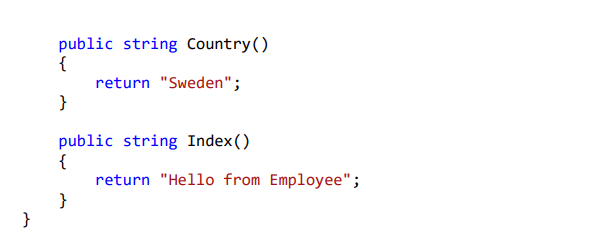 public string Country()
    {
        return "Sweden";
    }

    public string Index()
    {
        return "Hello from Employee";
    }
}